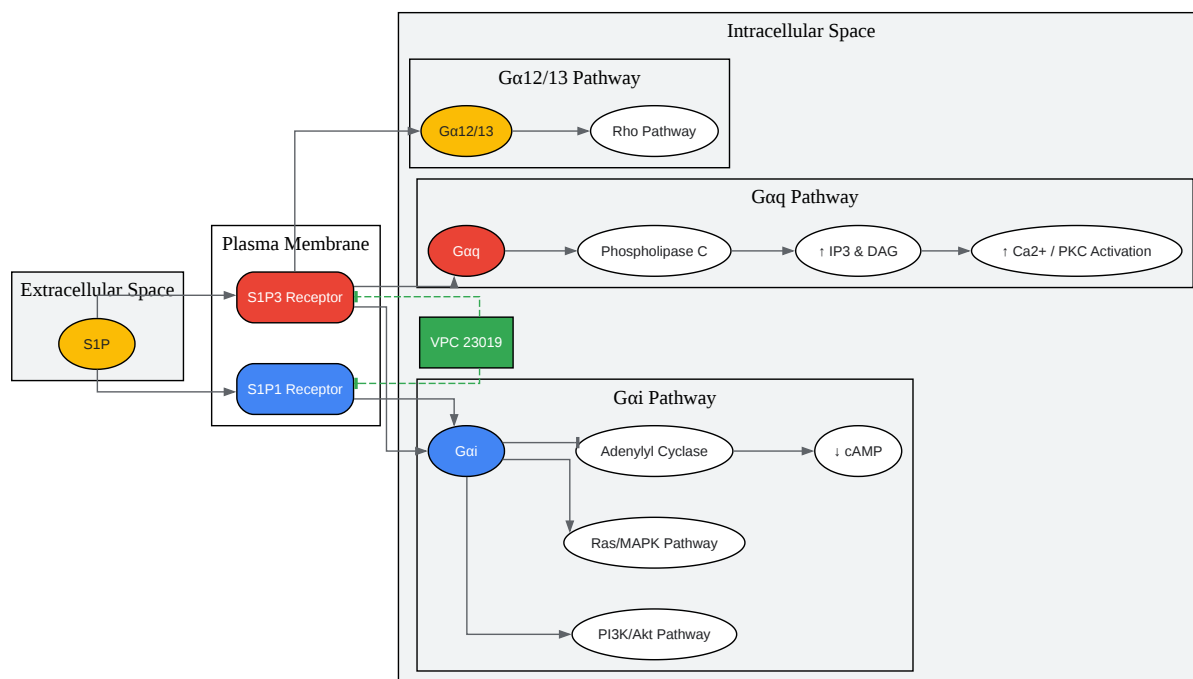 Intracellular Space
Gα12/13 Pathway
Gα12/13
Rho Pathway
Gαq Pathway
Gαq
Phospholipase C
↑ IP3 & DAG
↑ Ca2+ / PKC Activation
Plasma Membrane
S1P3 Receptor
S1P1 Receptor
Extracellular Space
S1P
VPC 23019
Gαi Pathway
Gαi
Adenylyl Cyclase
↓ cAMP
Ras/MAPK Pathway
PI3K/Akt Pathway